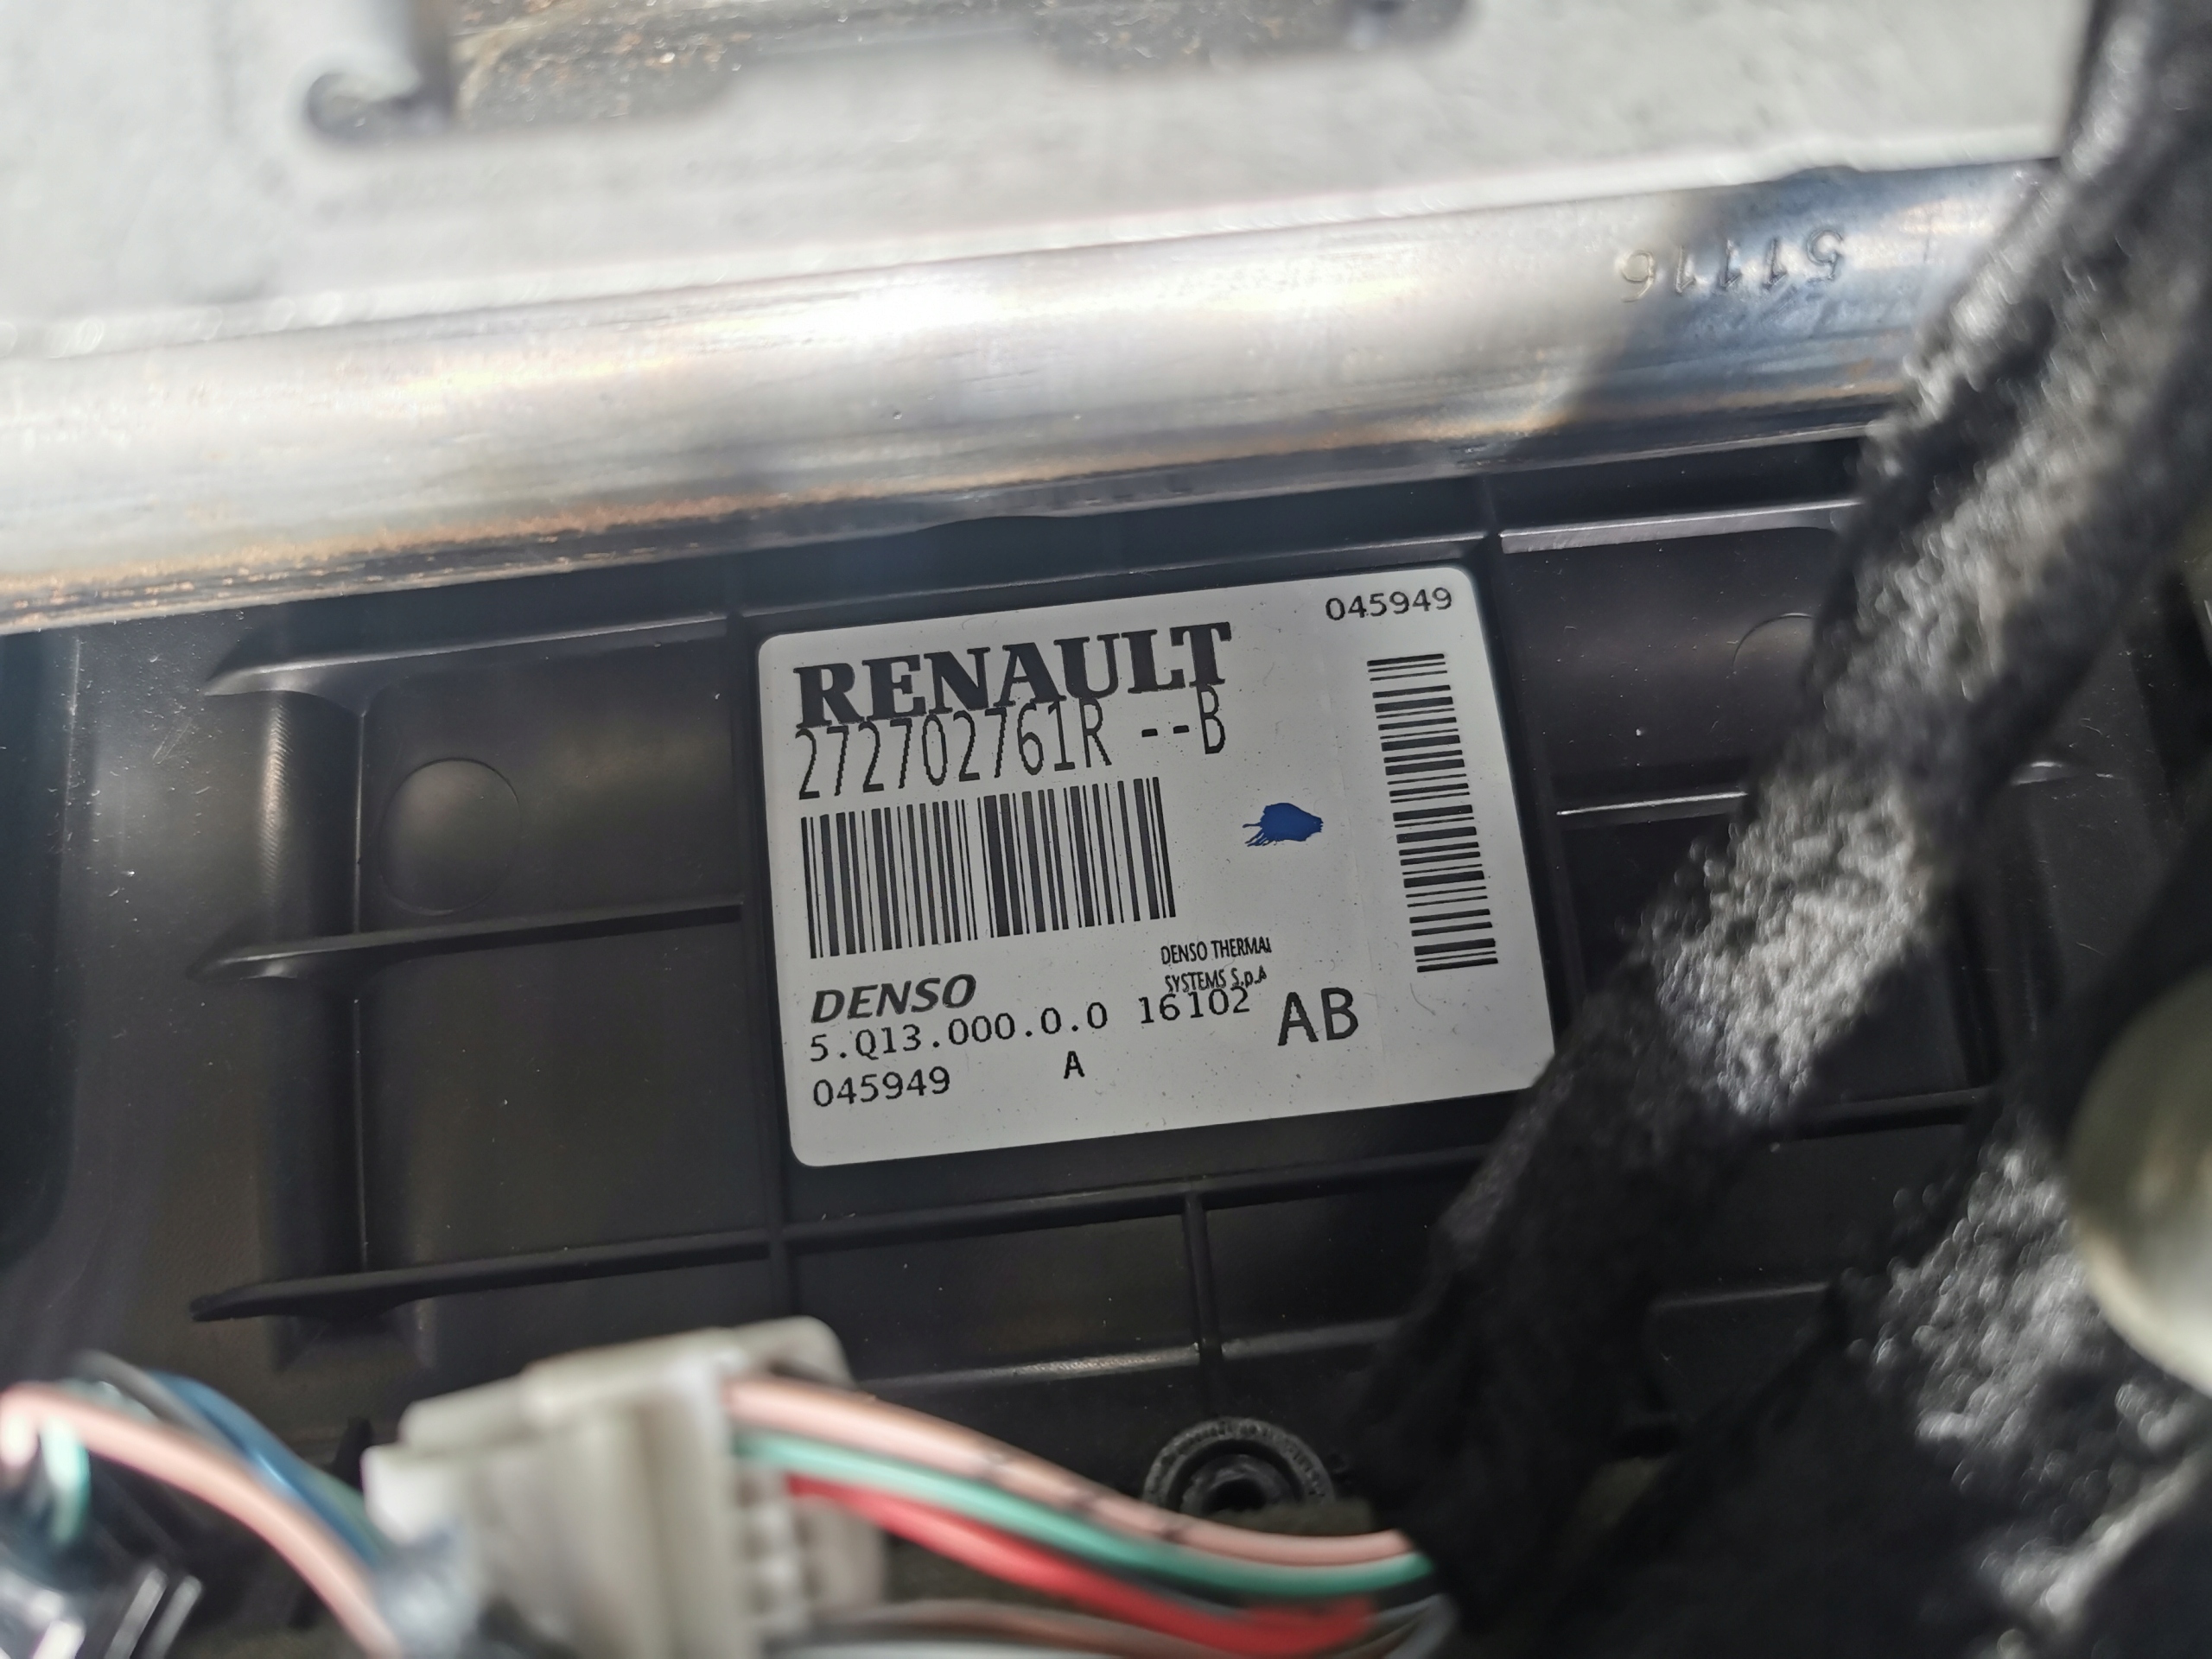 51116
045949
RENAULT
272702761R --B
DENSO THERMAL
SYSTEMS S.p.A
DENSO
5.Q13.000.0.0 16102
AB
045949 A